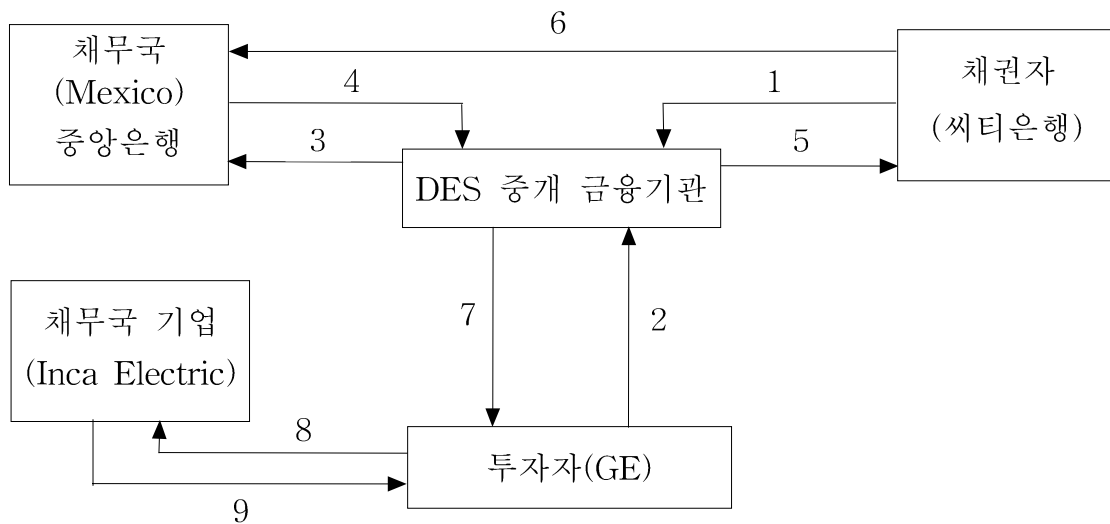 6
채무국
(Mexico)
중앙은행
채권자
(씨티은행)
4
1
3
5
DES 중개 금융기관
채무국 기업
(Inca Electric)
7
2
8
투자자(GE)
9